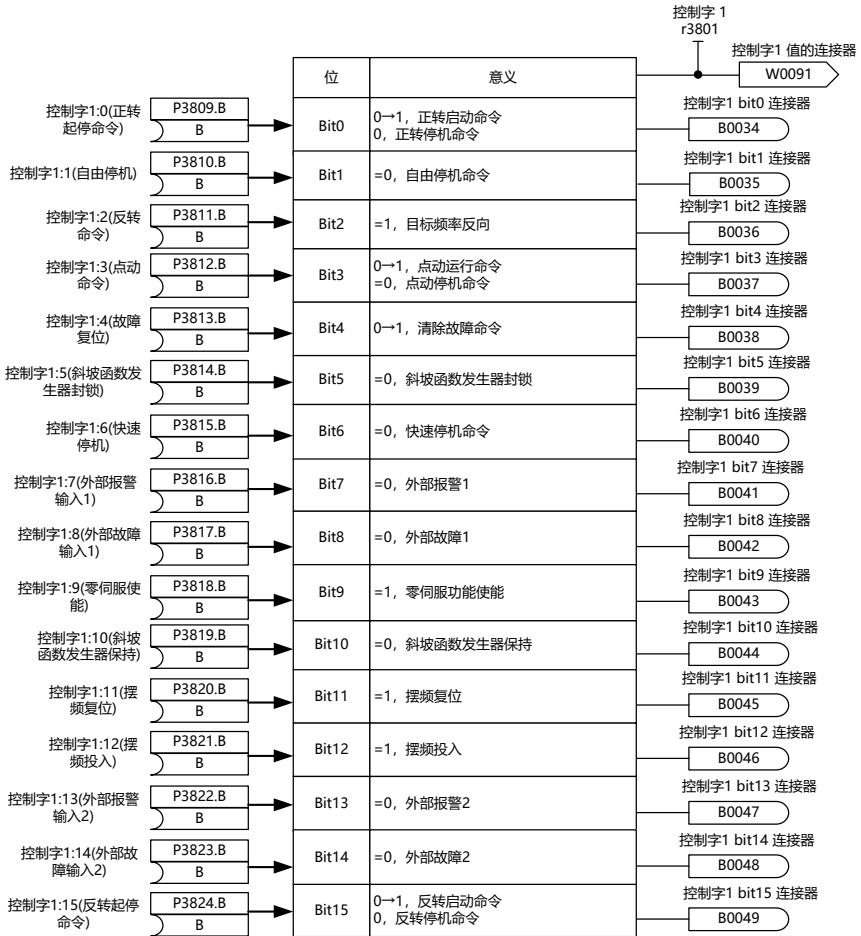 控制字 1
r3801
控制字1 值的连接器
W0091
位
意义
控制字1:0(正转
起停命令)
P3809.B
B
Bit0
0→1，正转启动命令
0，正转停机命令
控制字1 bit0 连接器
B0034
控制字1:1(自由停机)
P3810.B
B
Bit1
=0，自由停机命令
控制字1 bit1 连接器
B0035
控制字1:2(反转
命令)
P3811.B
B
Bit2
=1，目标频率反向
控制字1 bit2 连接器
B0036
控制字1:3(点动
命令)
P3812.B
B
Bit3
0→1，点动运行命令
=0，点动停机命令
控制字1 bit3 连接器
B0037
控制字1:4(故障
复位)
P3813.B
B
Bit4
0→1，清除故障命令
控制字1 bit4 连接器
B0038
控制字1:5(斜坡函数发
生器封锁)
P3814.B
B
Bit5
=0，斜坡函数发生器封锁
控制字1 bit5 连接器
B0039
控制字1:6(快速
停机)
P3815.B
B
Bit6
=0，快速停机命令
控制字1 bit6 连接器
B0040
控制字1:7(外部报警
输入1)
P3816.B
B
Bit7
=0，外部报警1
控制字1 bit7 连接器
B0041
控制字1:8(外部故障
输入1)
P3817.B
B
Bit8
=0，外部故障1
控制字1 bit8 连接器
B0042
控制字1:9(零伺服使
能)
P3818.B
B
Bit9
=1，零伺服功能使能
控制字1 bit9 连接器
B0043
控制字1:10(斜坡
函数发生器保持)
P3819.B
B
Bit10
=0，斜坡函数发生器保持
控制字1 bit10 连接器
B0044
控制字1:11(摆
频复位)
P3820.B
B
Bit11
=1，摆频复位
控制字1 bit11 连接器
B0045
控制字1:12(摆
频投入)
P3821.B
B
Bit12
=1，摆频投入
控制字1 bit12 连接器
B0046
控制字1:13(外部报警
输入2)
P3822.B
B
Bit13
=0，外部报警2
控制字1 bit13 连接器
B0047
控制字1:14(外部故
障输入2)
P3823.B
B
Bit14
=0，外部故障2
控制字1 bit14 连接器
B0048
控制字1:15(反转起停
命令)
P3824.B
B
Bit15
0→1，反转启动命令
0，反转停机命令
控制字1 bit15 连接器
B0049